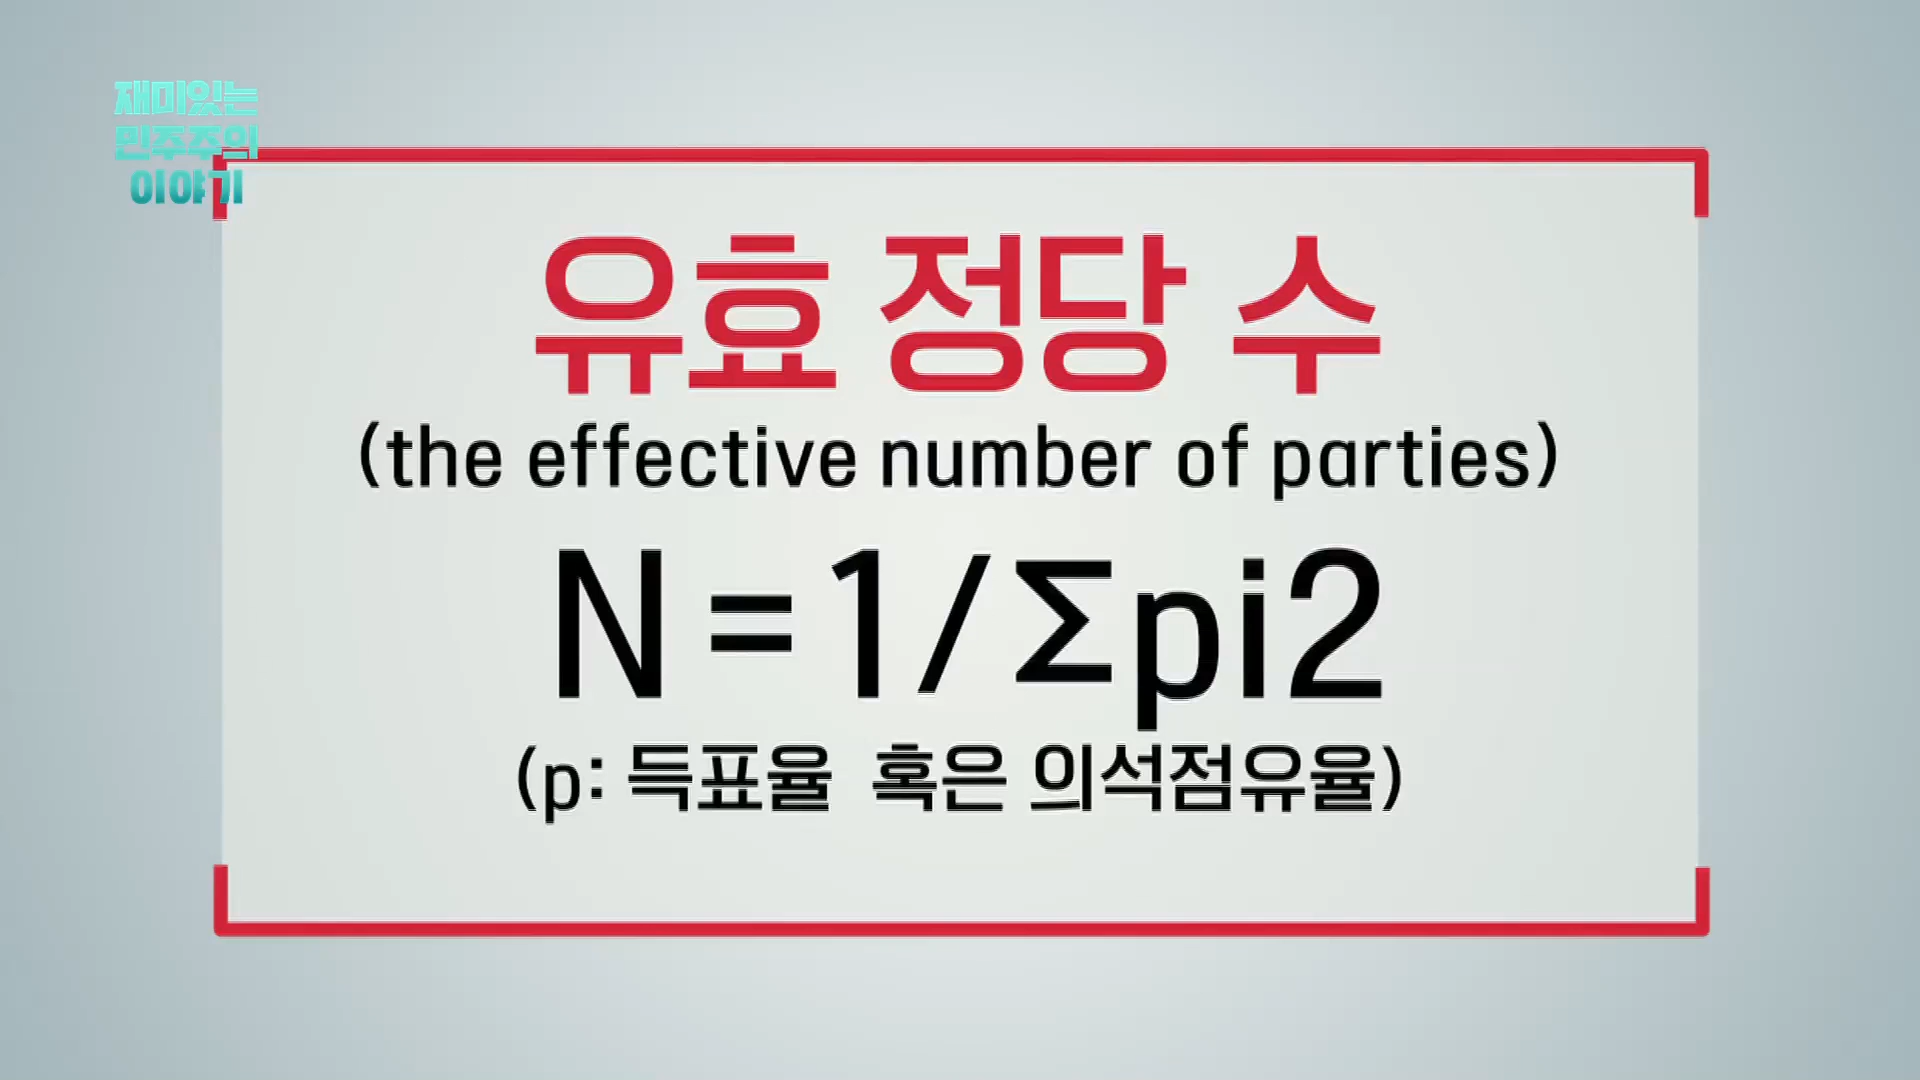 재미있는
민주주의
이야기
유효 정당 수
(the effective number of parties)
N=1/Σpi2
(p: 득표율 혹은 의석점유율)